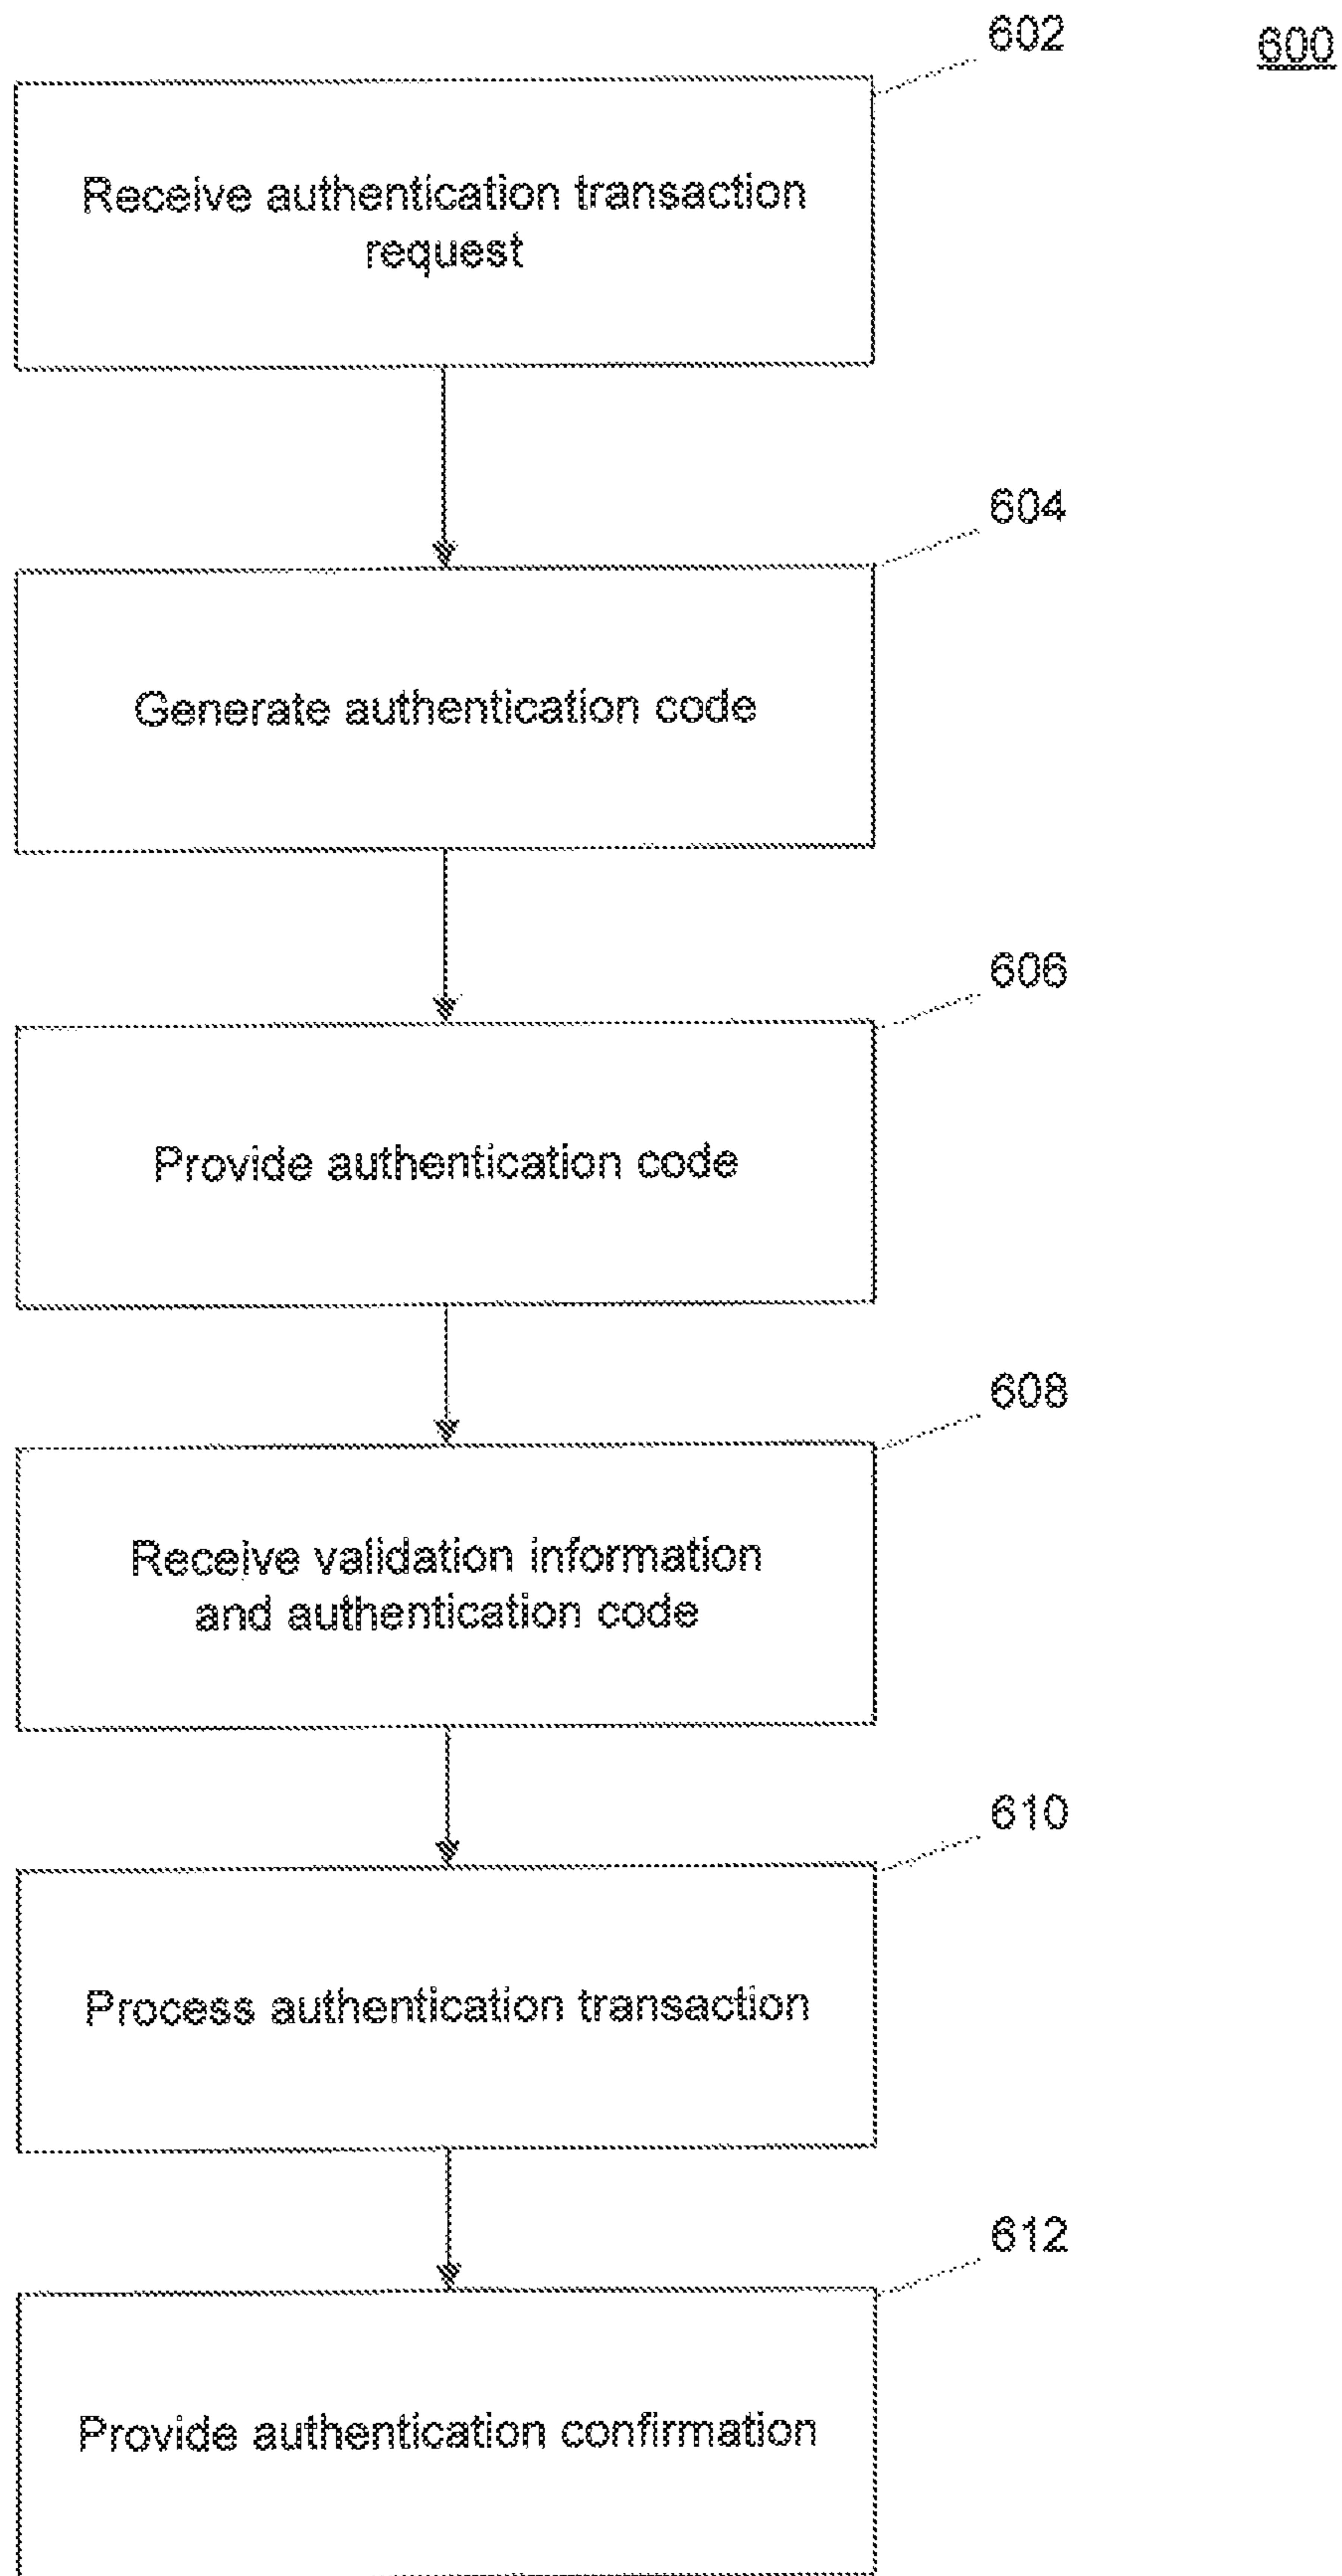 602
600
Receive authentication transaction
request
604
Generate authentication code
606
Provide authentication code
608
Receive validation information
and authentication code
610
Process authentication transaction
612
Provide authentication confirmation